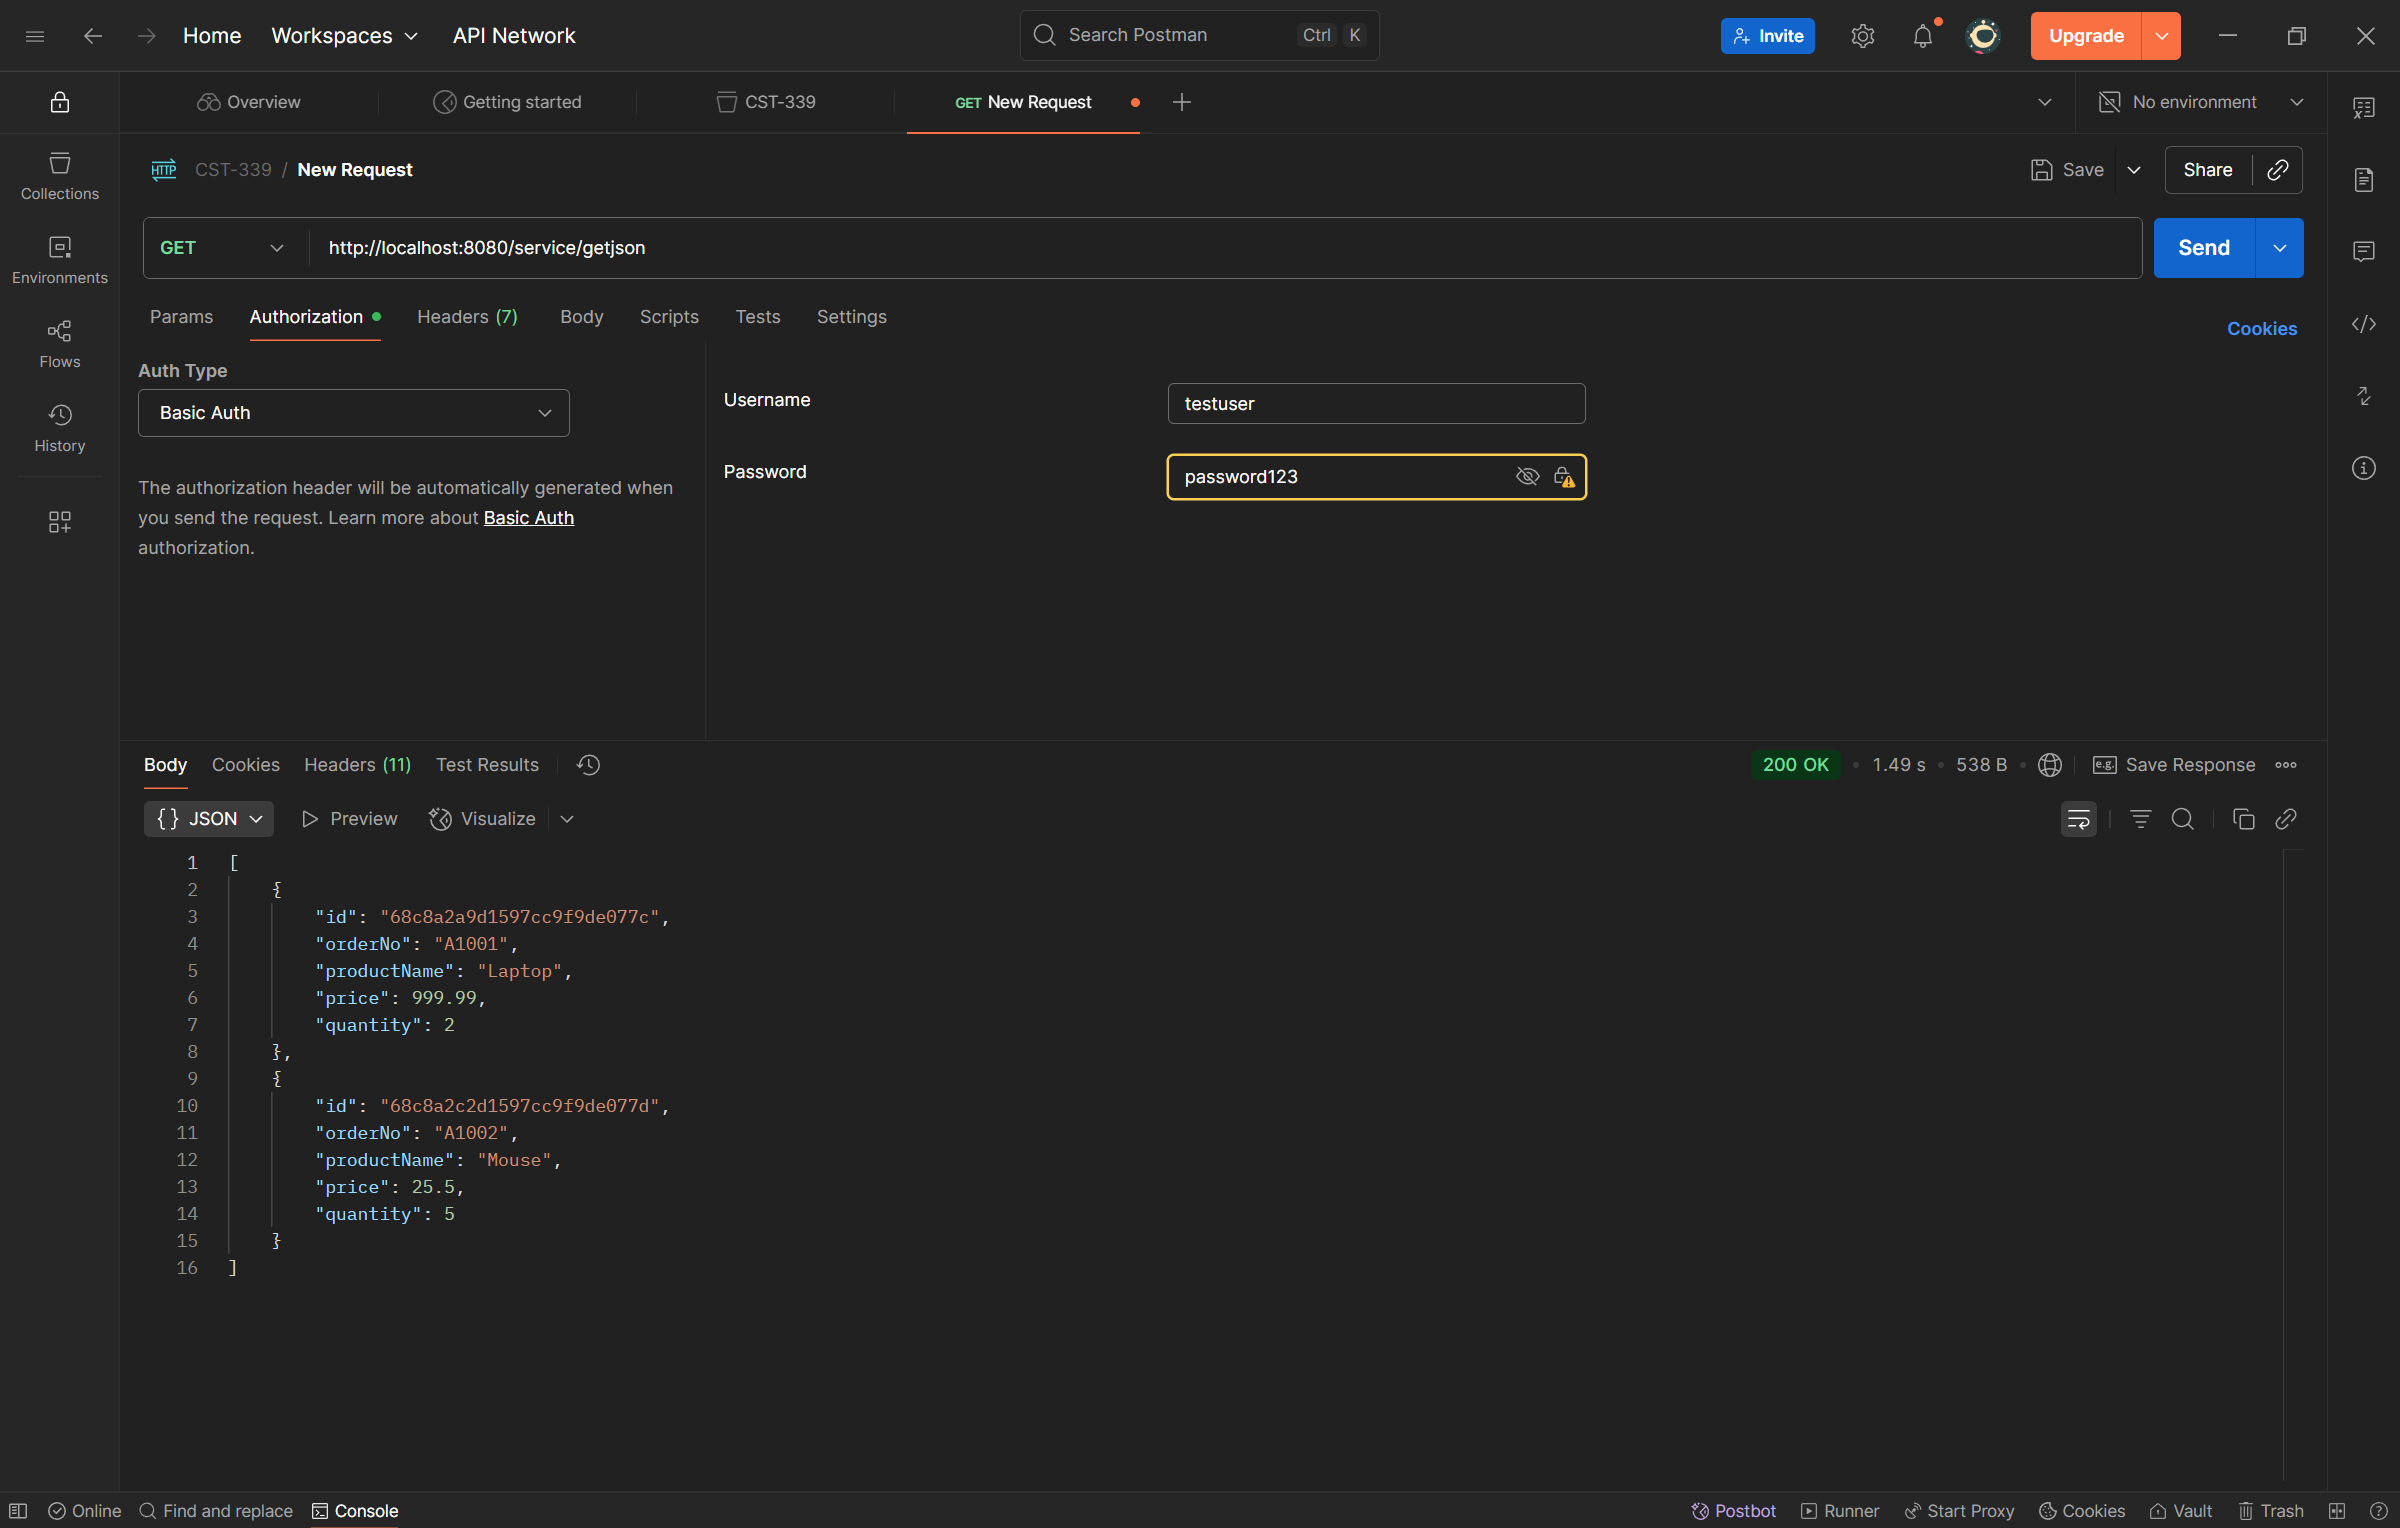 Home Workspaces API Network Search Postman Ctrl K Invite Upgrade
Overview Getting started CST-339 GET New Request No environment
HTTP CST-339 / New Request Save Share
Collections
Environments
Flows
History
GET http://localhost:8080/service/getjson Send
Params Authorization Headers (7) Body Scripts Tests Settings Cookies
Auth Type
Basic Auth
The authorization header will be automatically generated when
you send the request. Learn more about Basic Auth
authorization.
Username testuser
Password password123
Body Cookies Headers (11) Test Results 200 OK • 1.49 s • 538 B • e.g. Save Response
{} JSON Preview Visualize
1 [
2 {
3 "id": "68c8a2a9d1597cc9f9de077c",
4 "orderNo": "A1001",
5 "productName": "Laptop",
6 "price": 999.99,
7 "quantity": 2
8 },
9 {
10 "id": "68c8a2c2d1597cc9f9de077d",
11 "orderNo": "A1002",
12 "productName": "Mouse",
13 "price": 25.5,
14 "quantity": 5
15 }
16 ]
Online Find and replace Console Postbot Runner Start Proxy Cookies Vault Trash